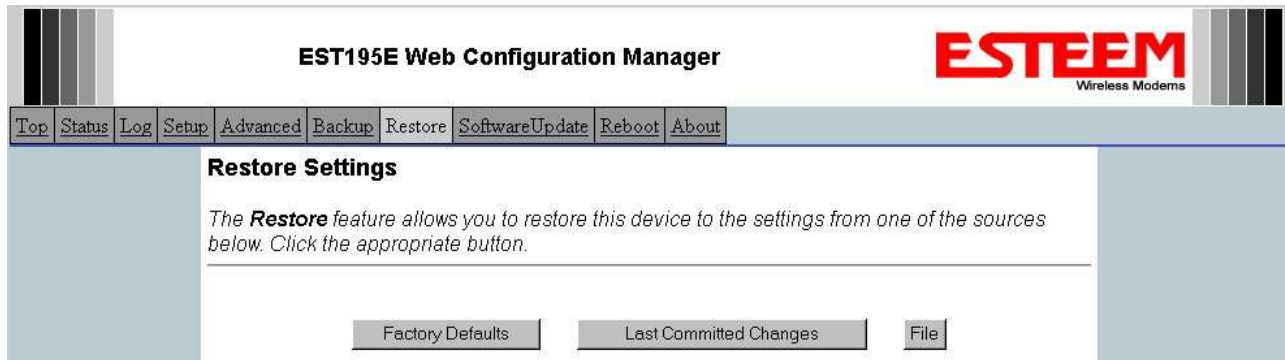 EST195E Web Configuration Manager
ESTEEM
Wireless Modems
Top Status Log Setup Advanced Backup Restore SoftwareUpdate Reboot About
Restore Settings
The Restore feature allows you to restore this device to the settings from one of the sources
below. Click the appropriate button.
Factory Defaults Last Committed Changes File